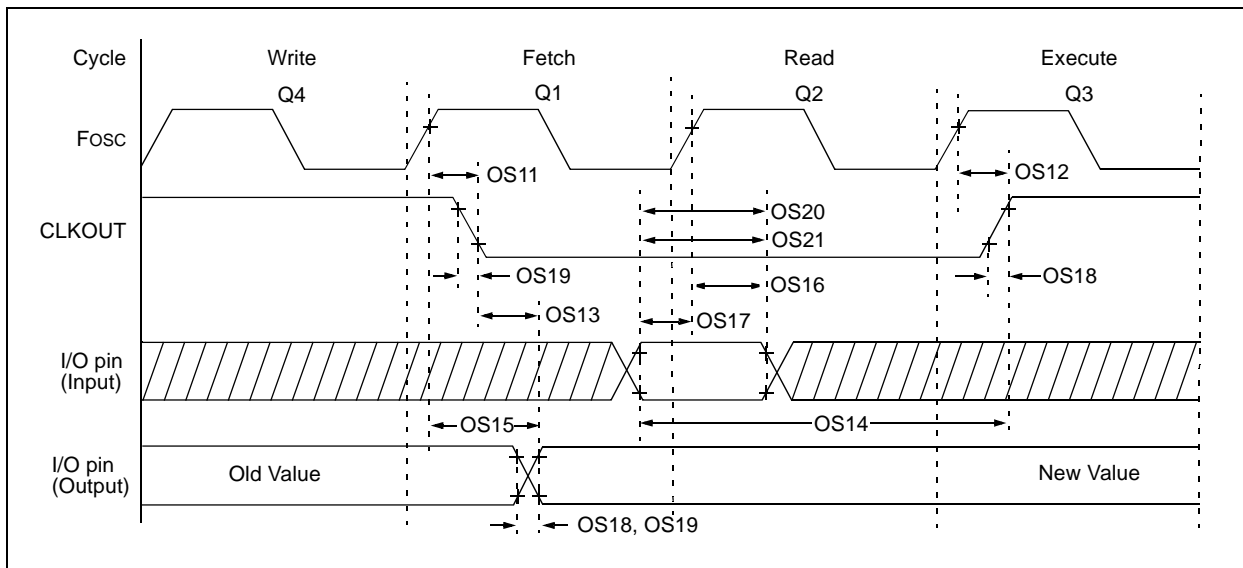 Cycle Write Fetch Read Execute
Q4 Q1 Q2 Q3
FOSC
OS11 OS12
OS20
CLKOUT
OS21
OS19 OS16 OS18
OS13 OS17
I/O pin
(Input)
OS15 OS14
I/O pin
(Output)
Old Value New Value
OS18, OS19